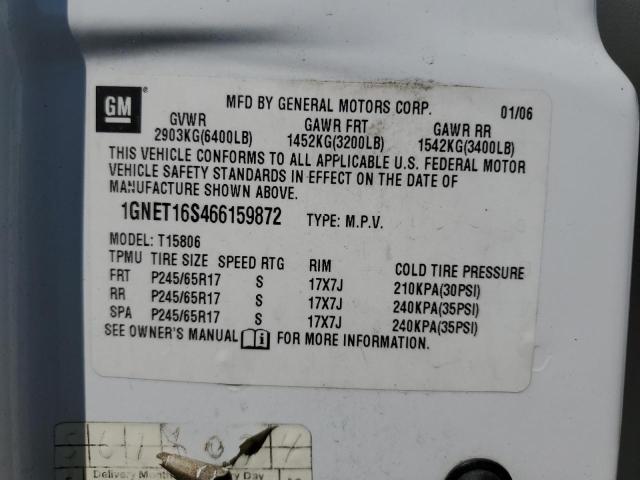 GM
MFD BY GENERAL MOTORS CORP. 01/06
GVWR GAWR FRT GAWR RR
2903KG(6400LB) 1452KG(3200LB) 1542KG(3400LB)
THIS VEHICLE CONFORMS TO ALL APPLICABLE U.S. FEDERAL MOTOR
VEHICLE SAFETY STANDARDS IN EFFECT ON THE DATE OF
MANUFACTURE SHOWN ABOVE.
1GNET16S466159872 TYPE: M.P.V.
MODEL: T15806
TPMU TIRE SIZE SPEED RTG RIM COLD TIRE PRESSURE
FRT P245/65R17 S 17X7J 210KPA(30PSI)
RR P245/65R17 S 17X7J 240KPA(35PSI)
SPA P245/65R17 S 17X7J 240KPA(35PSI)
SEE OWNER'S MANUAL FOR MORE INFORMATION.
Delivery Month Day